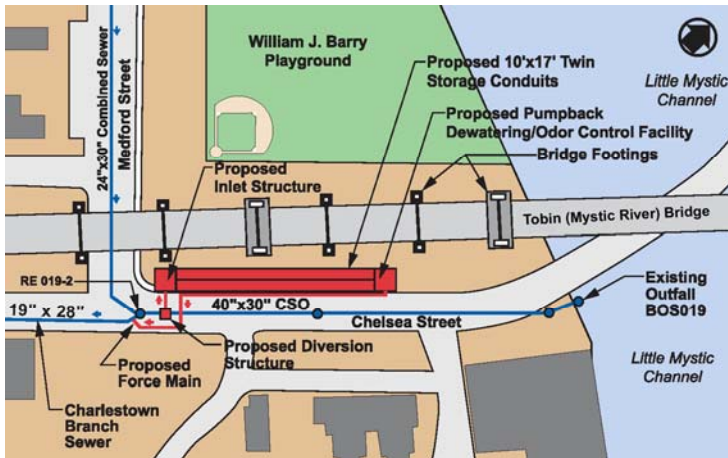 William J. Barry
Playground
24"x30" Combined Sewer
Medford Street
Proposed 10'x17' Twin
Storage Conduits
Little Mystic
Channel
Proposed Pumpback
Dewatering/Odor Control Facility
Bridge Footings
Proposed
Inlet Structure
Tobin (Mystic River) Bridge
RE 019-2
19" x 28"
40"x30" CSO
Chelsea Street
Existing
Outfall
BOS019
Proposed Diversion
Structure
Proposed
Force Main
Charlestown
Branch
Sewer
Little Mystic
Channel